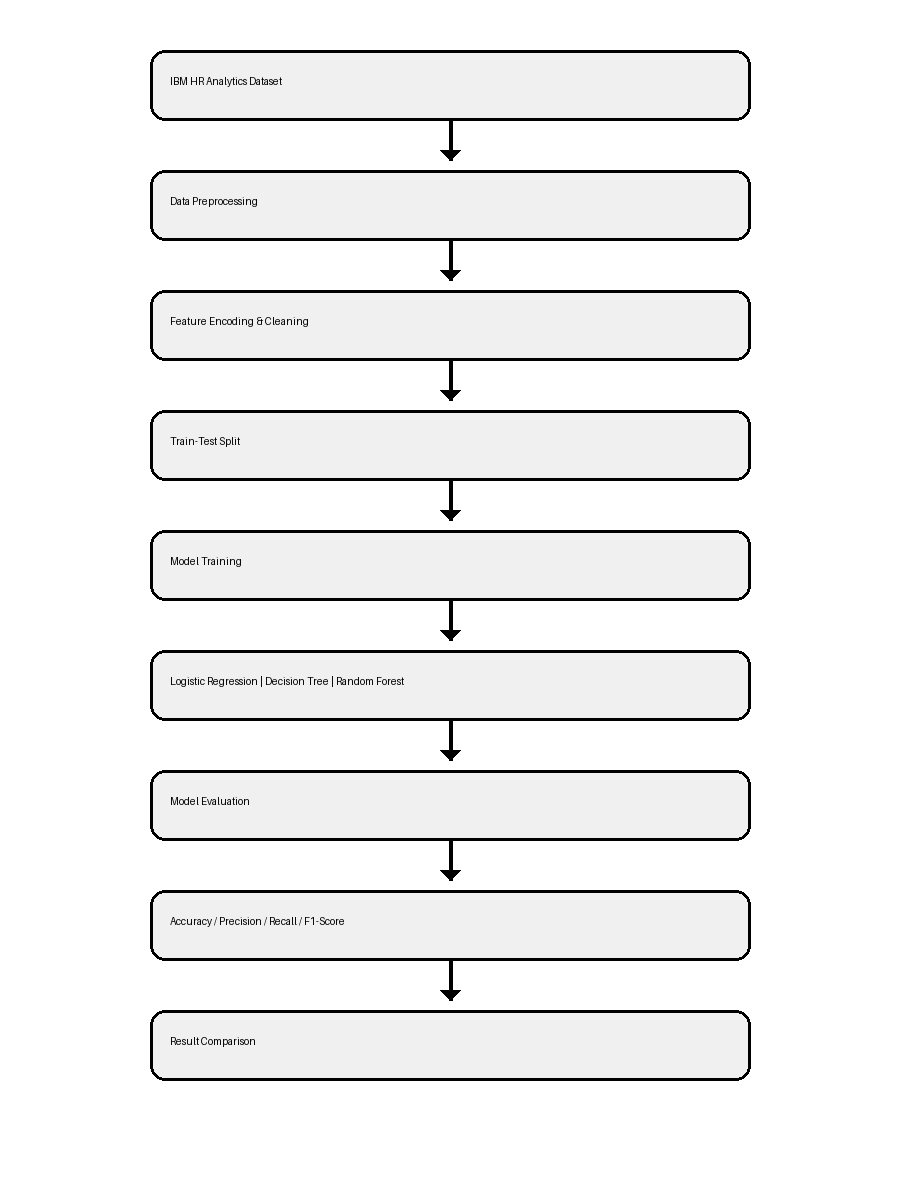 IBM HR Analytics Dataset
Data Preprocessing
Feature Encoding & Cleaning
Train-Test Split
Model Training
Logistic Regression | Decision Tree | Random Forest
Model Evaluation
Accuracy / Precision / Recall / F1-Score
Result Comparison